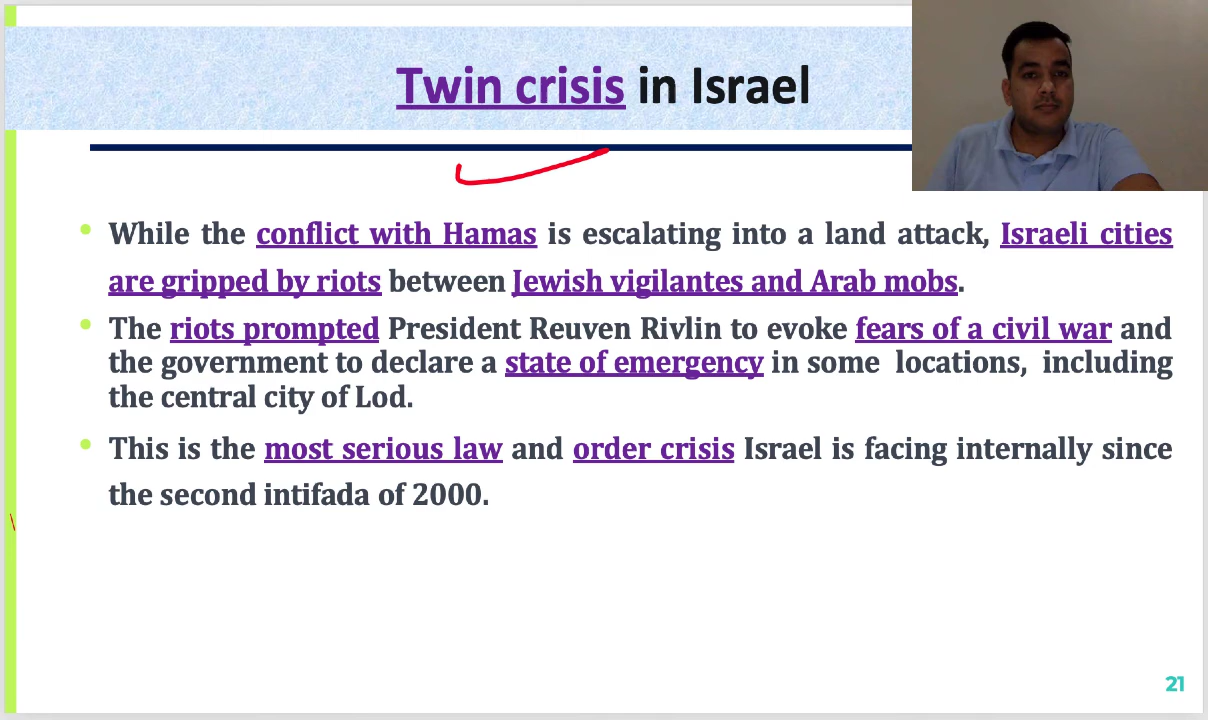 Twin crisis in Israel
• While the conflict with Hamas is escalating into a land attack, Israeli cities
are gripped by riots between Jewish vigilantes and Arab mobs.
• The riots prompted President Reuven Rivlin to evoke fears of a civil war and
the government to declare a state of emergency in some locations, including
the central city of Lod.
• This is the most serious law and order crisis Israel is facing internally since
the second intifada of 2000.
21